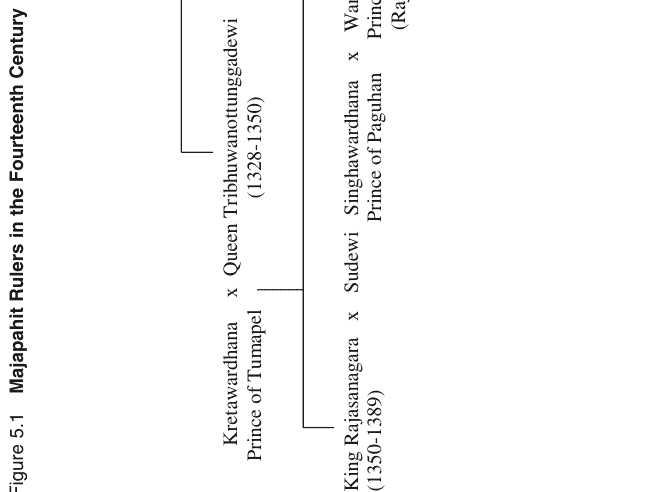 Figure 5.1 Majapahit Rulers in the Fourteenth Century
Kretawardhana x Queen Tribhuwanottunggadewi
Prince of Tumapel (1328-1350)
King Rajasanagara x Sudewi Singhawardhana x
(1350-1389) Prince of Paguhan